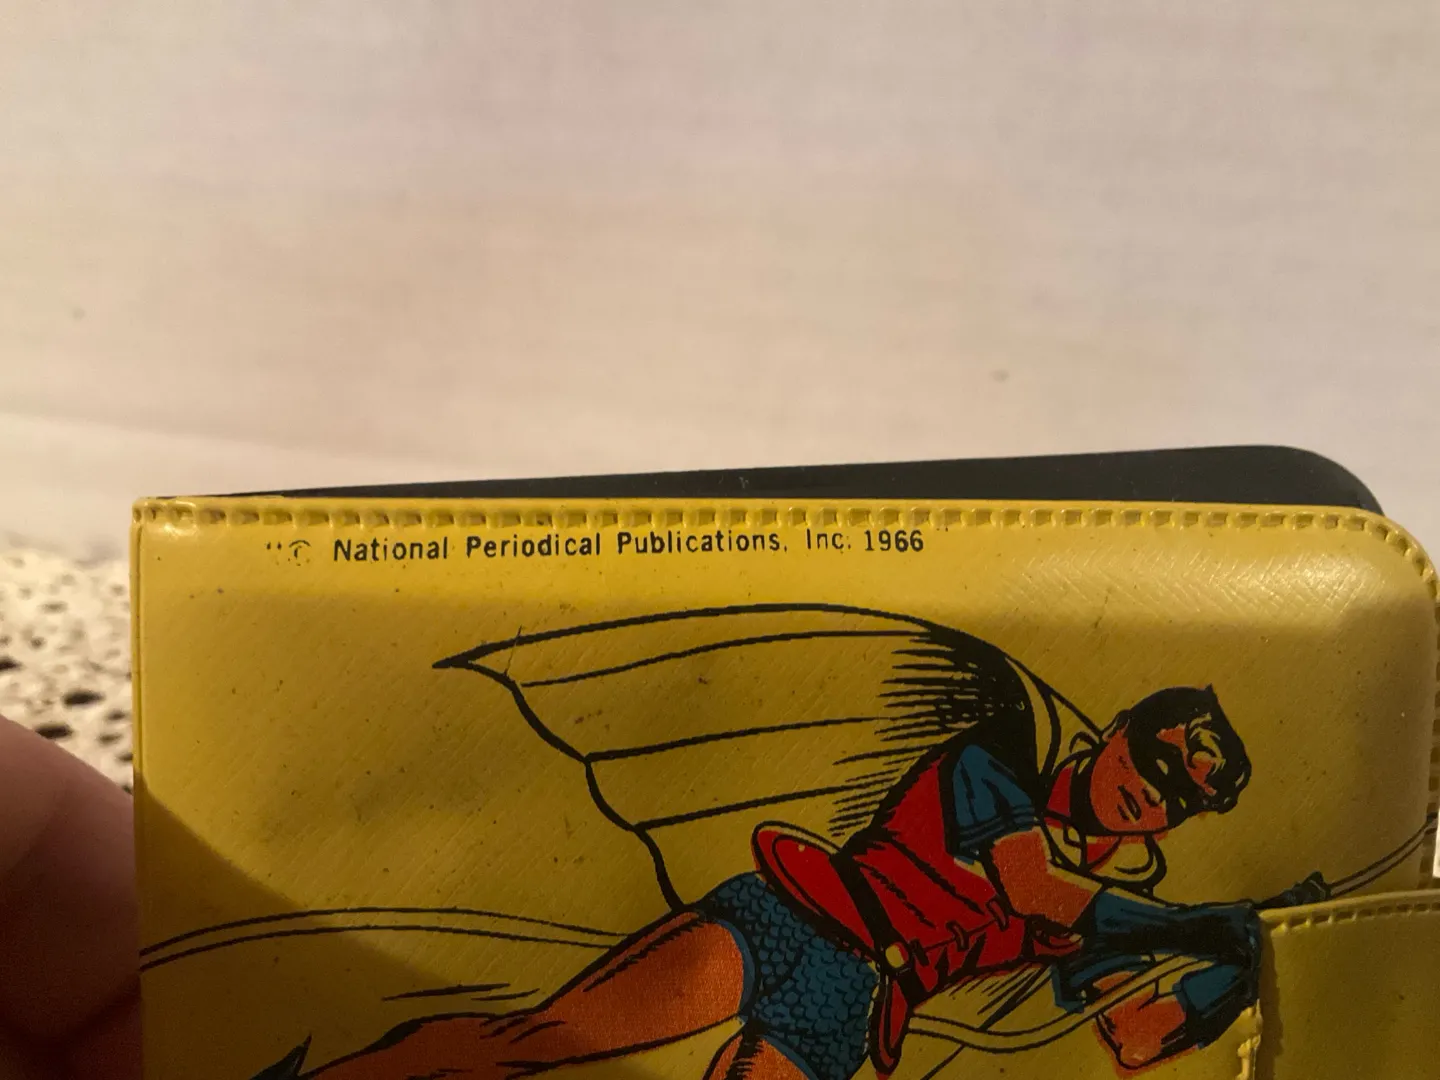 "© National Periodical Publications, Inc. 1966"